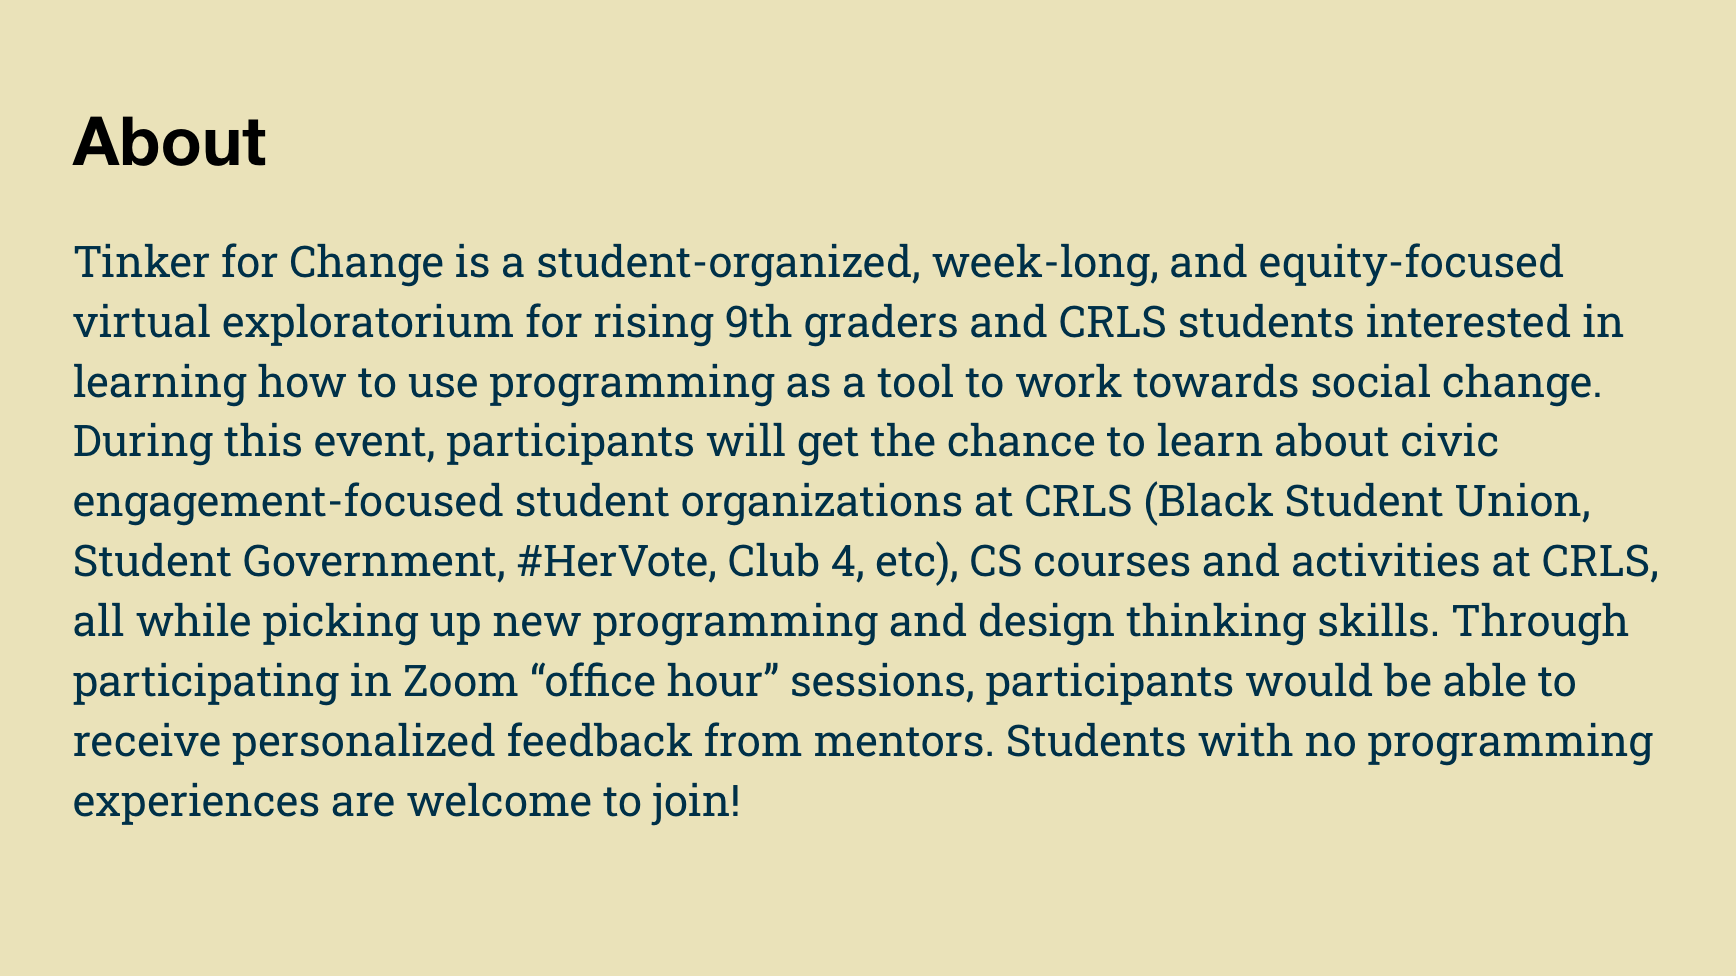 About
Tinker for Change is a student-organized, week-long, and equity-focused
virtual exploratorium for rising 9th graders and CRLS students interested in
learning how to use programming as a tool to work towards social change.
During this event, participants will get the chance to learn about civic
engagement-focused student organizations at CRLS (Black Student Union,
Student Government, #HerVote, Club 4, etc), CS courses and activities at CRLS,
all while picking up new programming and design thinking skills. Through
participating in Zoom “office hour” sessions, participants would be able to
receive personalized feedback from mentors. Students with no programming
experiences are welcome to join!